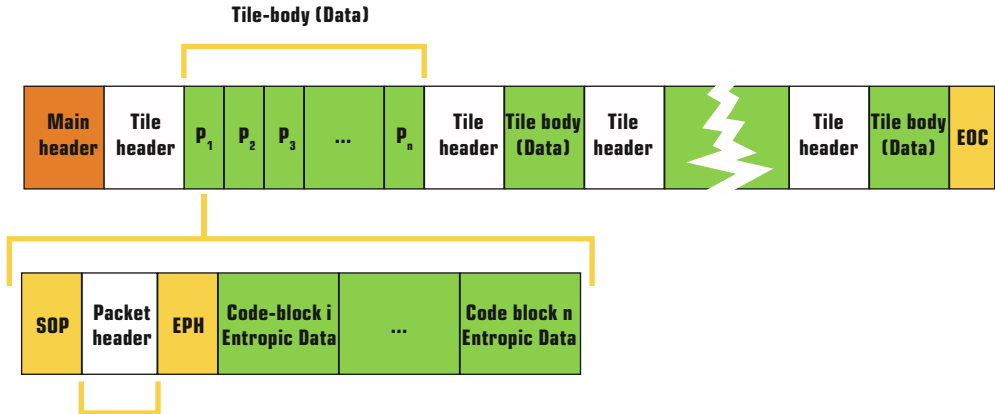 Tile-body (Data)
Main header
Tile header
P1
P2
P3
...
Pn
Tile header
Tile body (Data)
Tile header
Tile header
Tile body (Data)
EOC
SOP
Packet header
EPH
Code-block i Entropic Data
...
Code block n Entropic Data